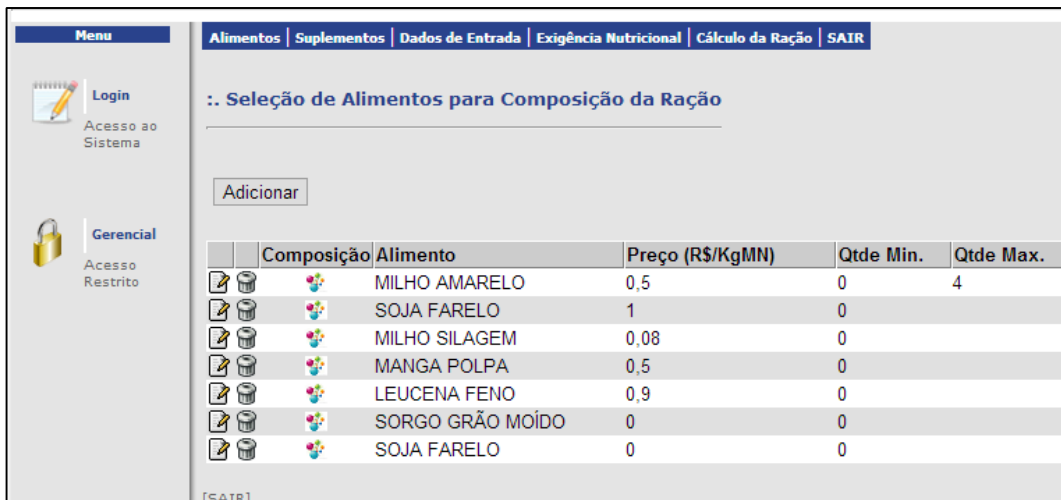 Menu
Login
Acesso ao
Sistema
Gerencial
Acesso
Restrito
Alimentos | Suplementos | Dados de Entrada | Exigência Nutricional | Cálculo da Ração | SAIR
:. Seleção de Alimentos para Composição da Ração
Adicionar
Composição Alimento Preço (R$/KgMN) Qtde Min. Qtde Max.
MILHO AMARELO 0,5 0 4
SOJA FARELO 1 0
MILHO SILAGEM 0,08 0
MANGA POLPA 0,5 0
LEUCENA FENO 0,9 0
SORGO GRÃO MOÍDO 0 0
SOJA FARELO 0 0
[SAIR]